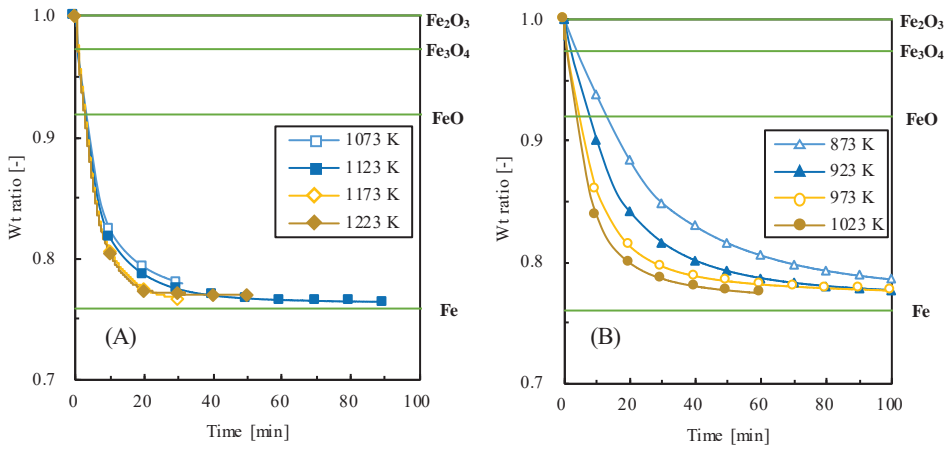 1.0
0.9
0.8
0.7
Wt ratio [-]
Fe₂O₃
Fe₃O₄
FeO
Fe
1073 K
1123 K
1173 K
1223 K
(A)
0 20 40 60 80 100
Time [min]
1.0
0.9
0.8
0.7
Wt ratio [-]
Fe₂O₃
Fe₃O₄
FeO
Fe
873 K
923 K
973 K
1023 K
(B)
0 20 40 60 80 100
Time [min]